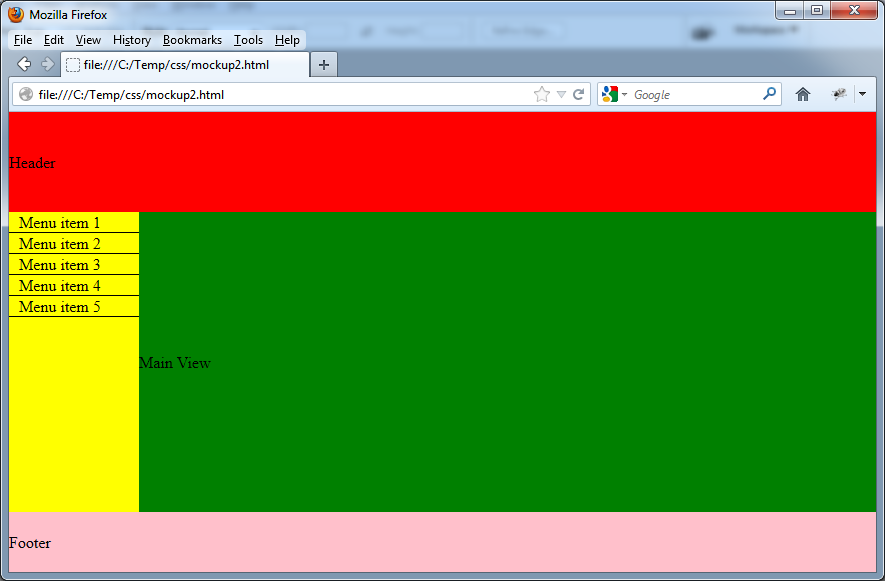 Mozilla Firefox
File Edit View History Bookmarks Tools Help
file:///C:/Temp/css/mockup2.html
file:///C:/Temp/css/mockup2.html Google
Header
Menu item 1
Menu item 2
Menu item 3
Menu item 4
Menu item 5
Main View
Footer